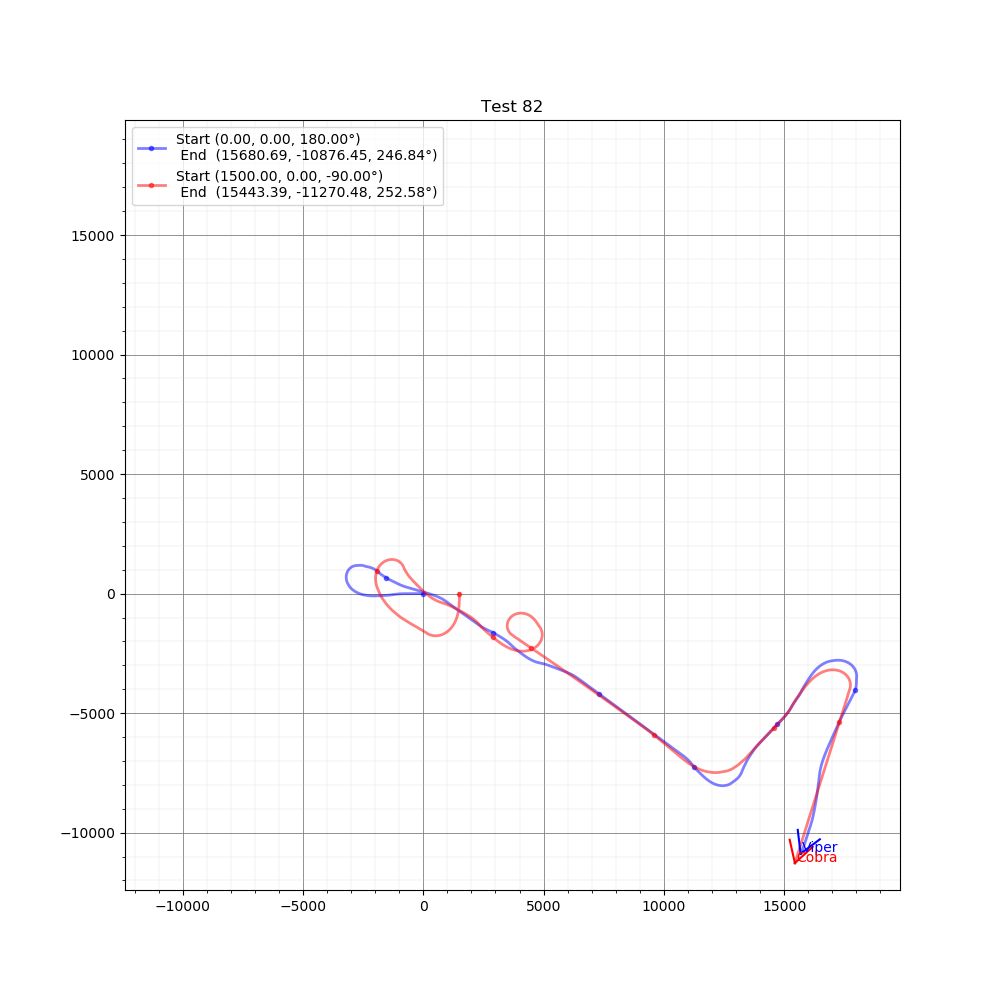 Test 82
Start (0.00, 0.00, 180.00°)
End  (15680.69, -10876.45, 246.84°)
Start (1500.00, 0.00, -90.00°)
End  (15443.39, -11270.48, 252.58°)
15000
10000
5000
0
−5000
−10000
Viper
Cobra
−10000
−5000
0
5000
10000
15000